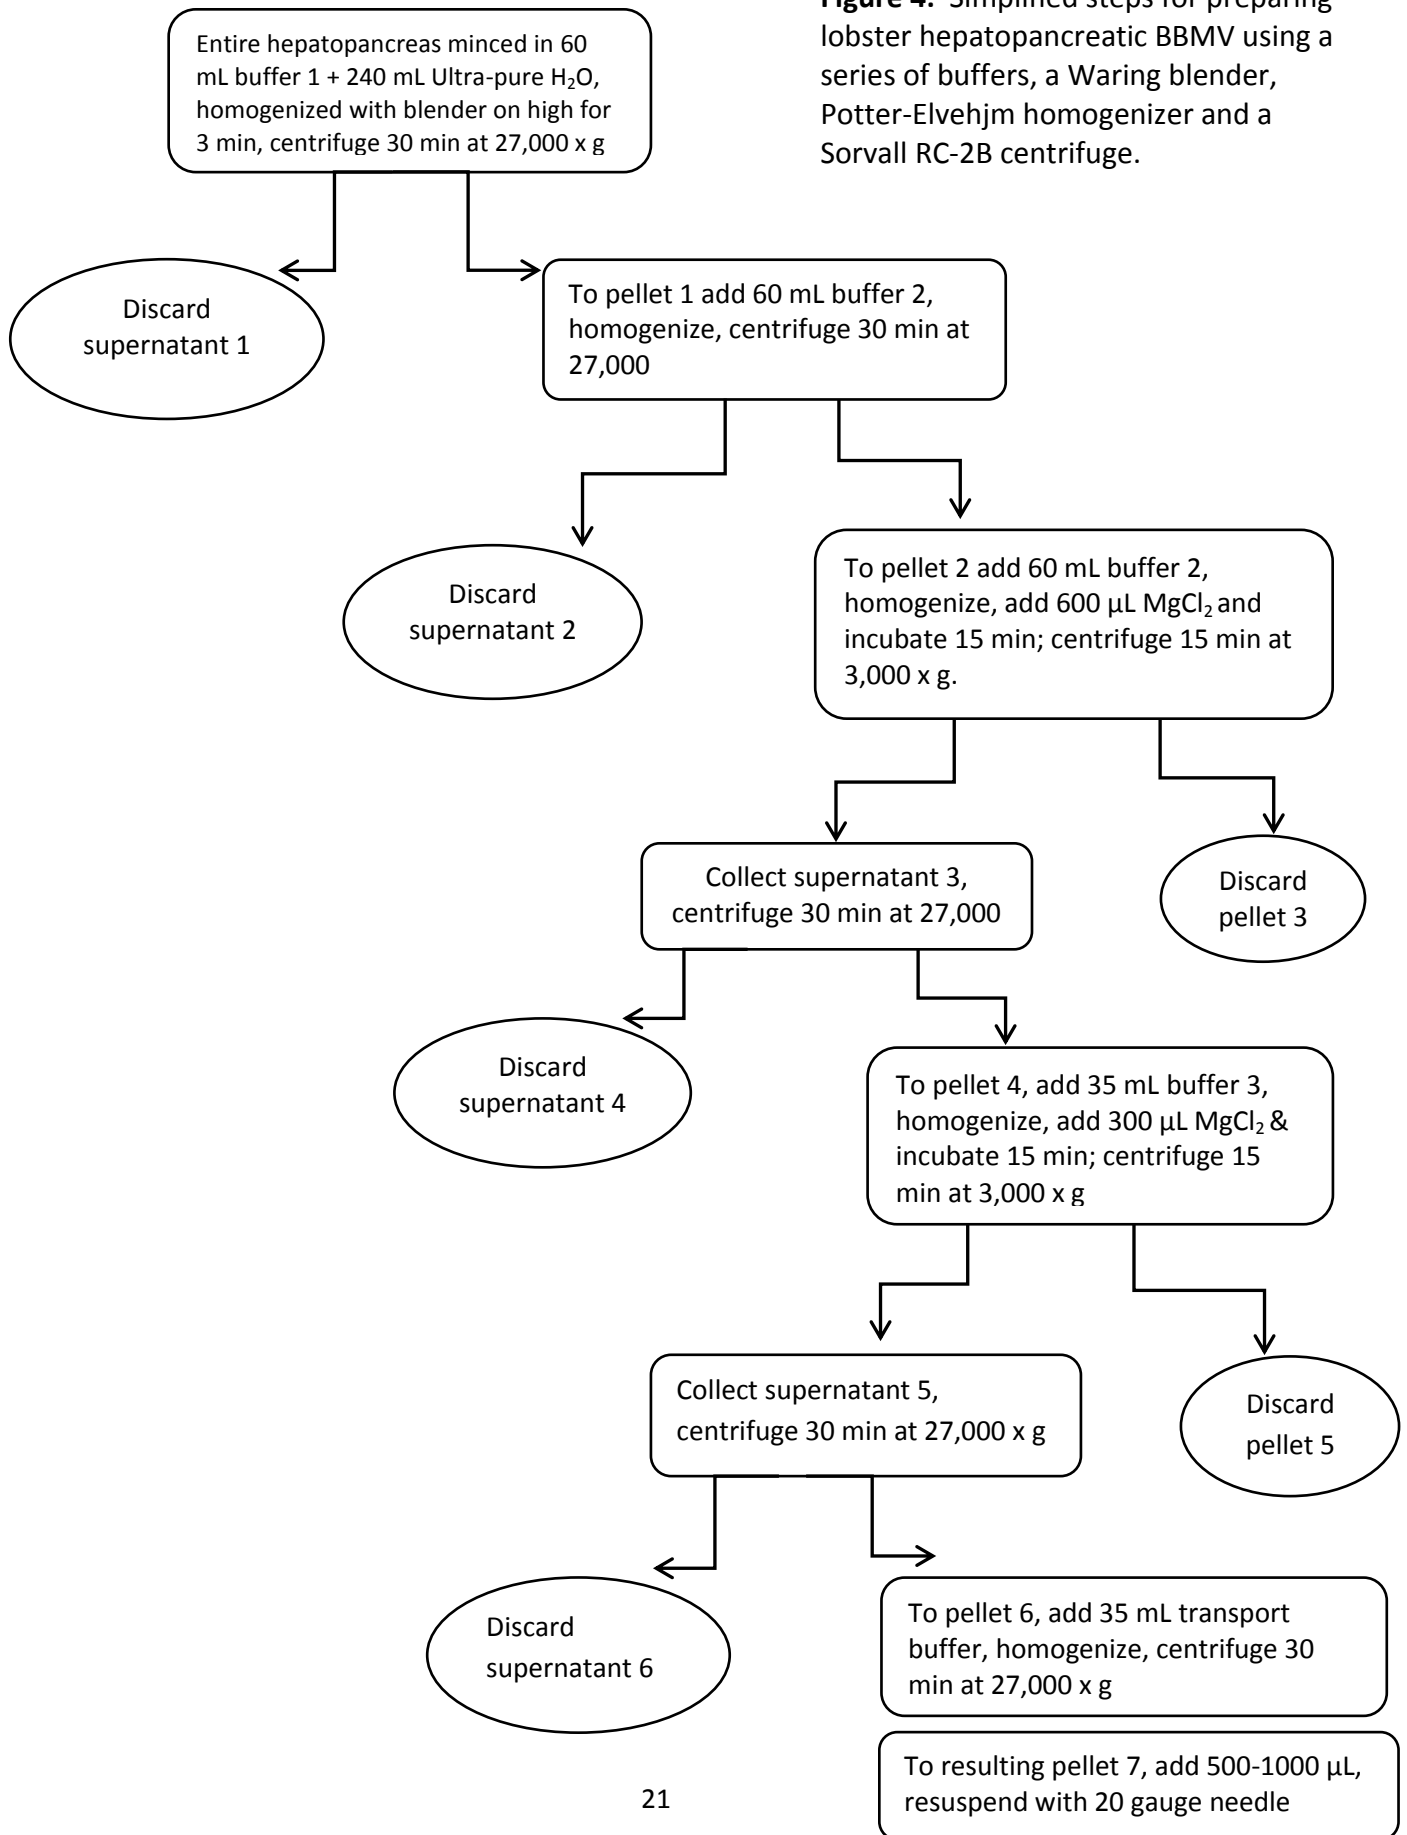 Figure 4:  Simplified steps for preparing
lobster hepatopancreatic BBMV using a
series of buffers, a Waring blender,
Potter-Elvehjm homogenizer and a
Sorvall RC-2B centrifuge.
Entire hepatopancreas minced in 60
mL buffer 1 + 240 mL Ultra-pure H₂O,
homogenized with blender on high for
3 min, centrifuge 30 min at 27,000 x g
Discard
supernatant 1
To pellet 1 add 60 mL buffer 2,
homogenize, centrifuge 30 min at
27,000
Discard
supernatant 2
To pellet 2 add 60 mL buffer 2,
homogenize, add 600 µL MgCl₂ and
incubate 15 min; centrifuge 15 min at
3,000 x g.
Collect supernatant 3,
centrifuge 30 min at 27,000
Discard
pellet 3
Discard
supernatant 4
To pellet 4, add 35 mL buffer 3,
homogenize, add 300 µL MgCl₂ &
incubate 15 min; centrifuge 15
min at 3,000 x g
Collect supernatant 5,
centrifuge 30 min at 27,000 x g
Discard
pellet 5
Discard
supernatant 6
To pellet 6, add 35 mL transport
buffer, homogenize, centrifuge 30
min at 27,000 x g
To resulting pellet 7, add 500-1000 µL,
resuspend with 20 gauge needle
21